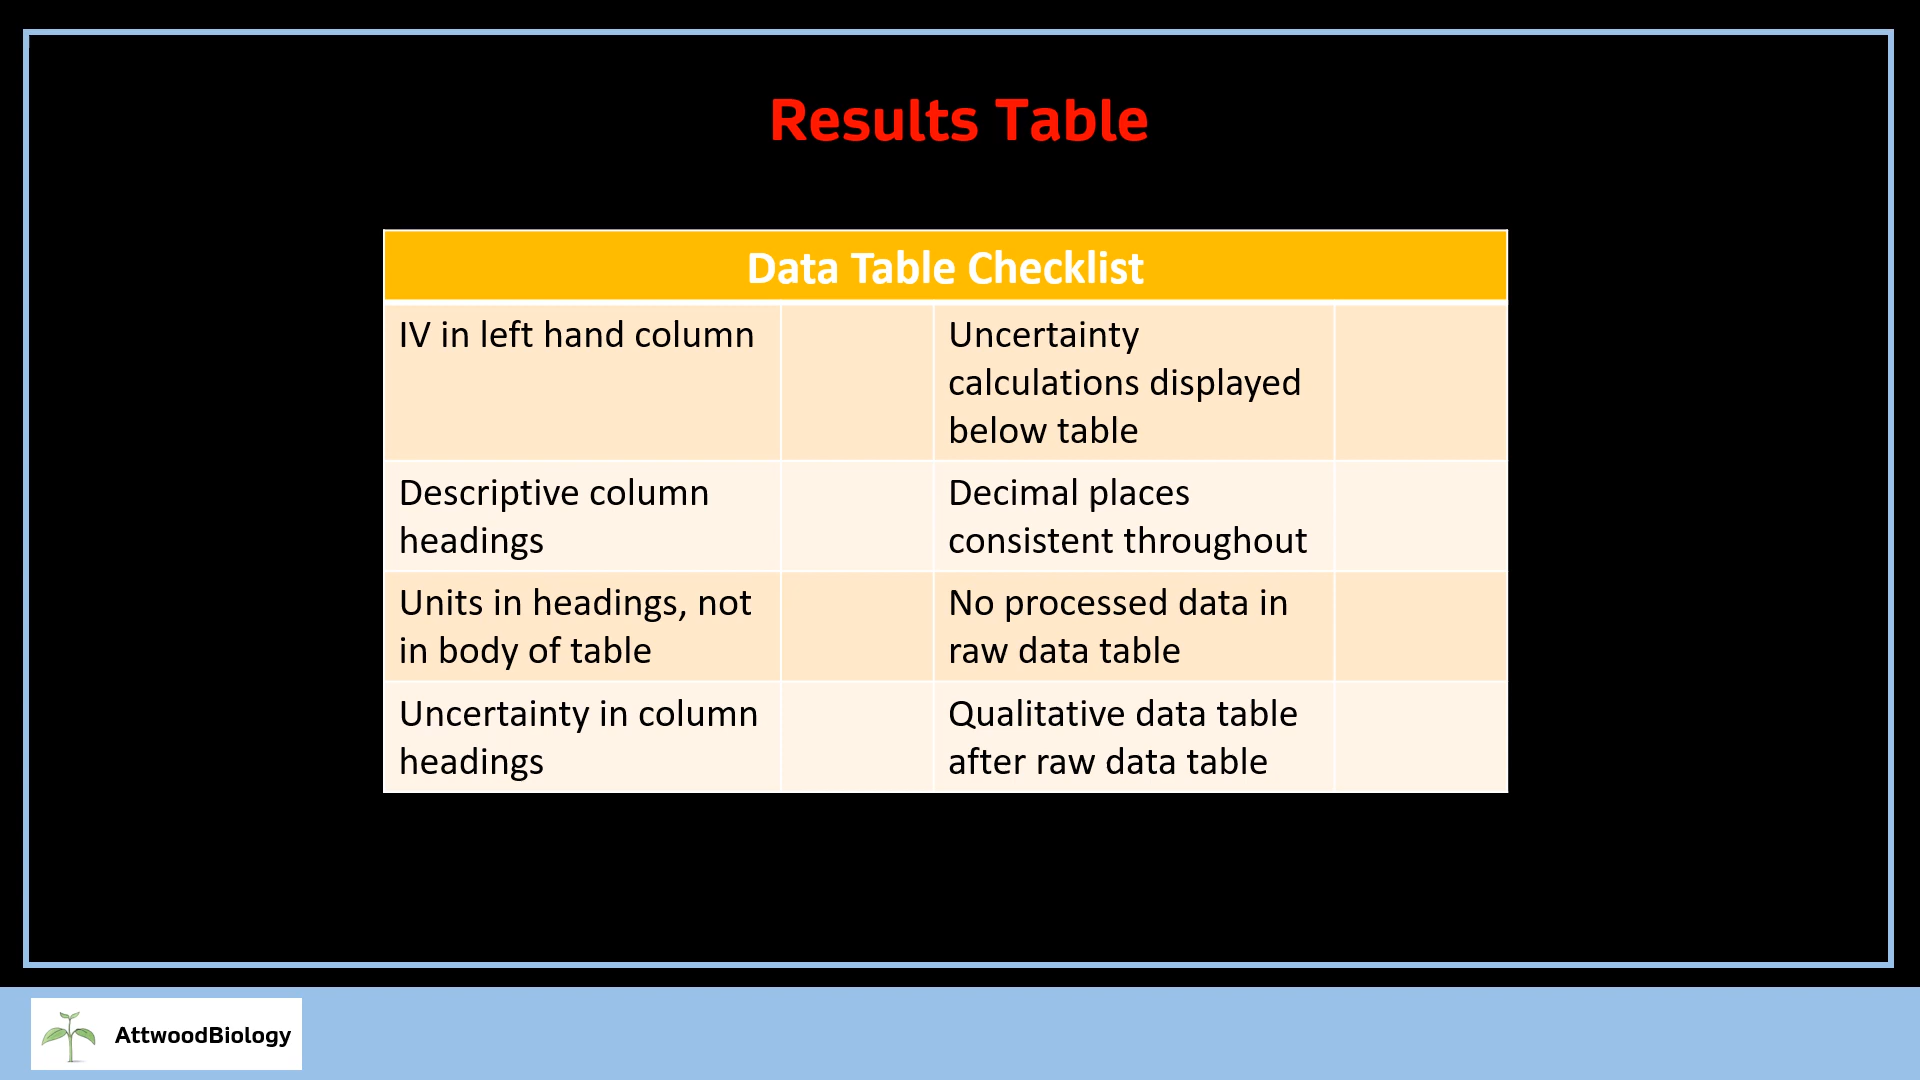 Results Table
Data Table Checklist
IV in left hand column
Uncertainty
calculations displayed
below table
Descriptive column
headings
Decimal places
consistent throughout
Units in headings, not
in body of table
No processed data in
raw data table
Uncertainty in column
headings
Qualitative data table
after raw data table
AttwoodBiology